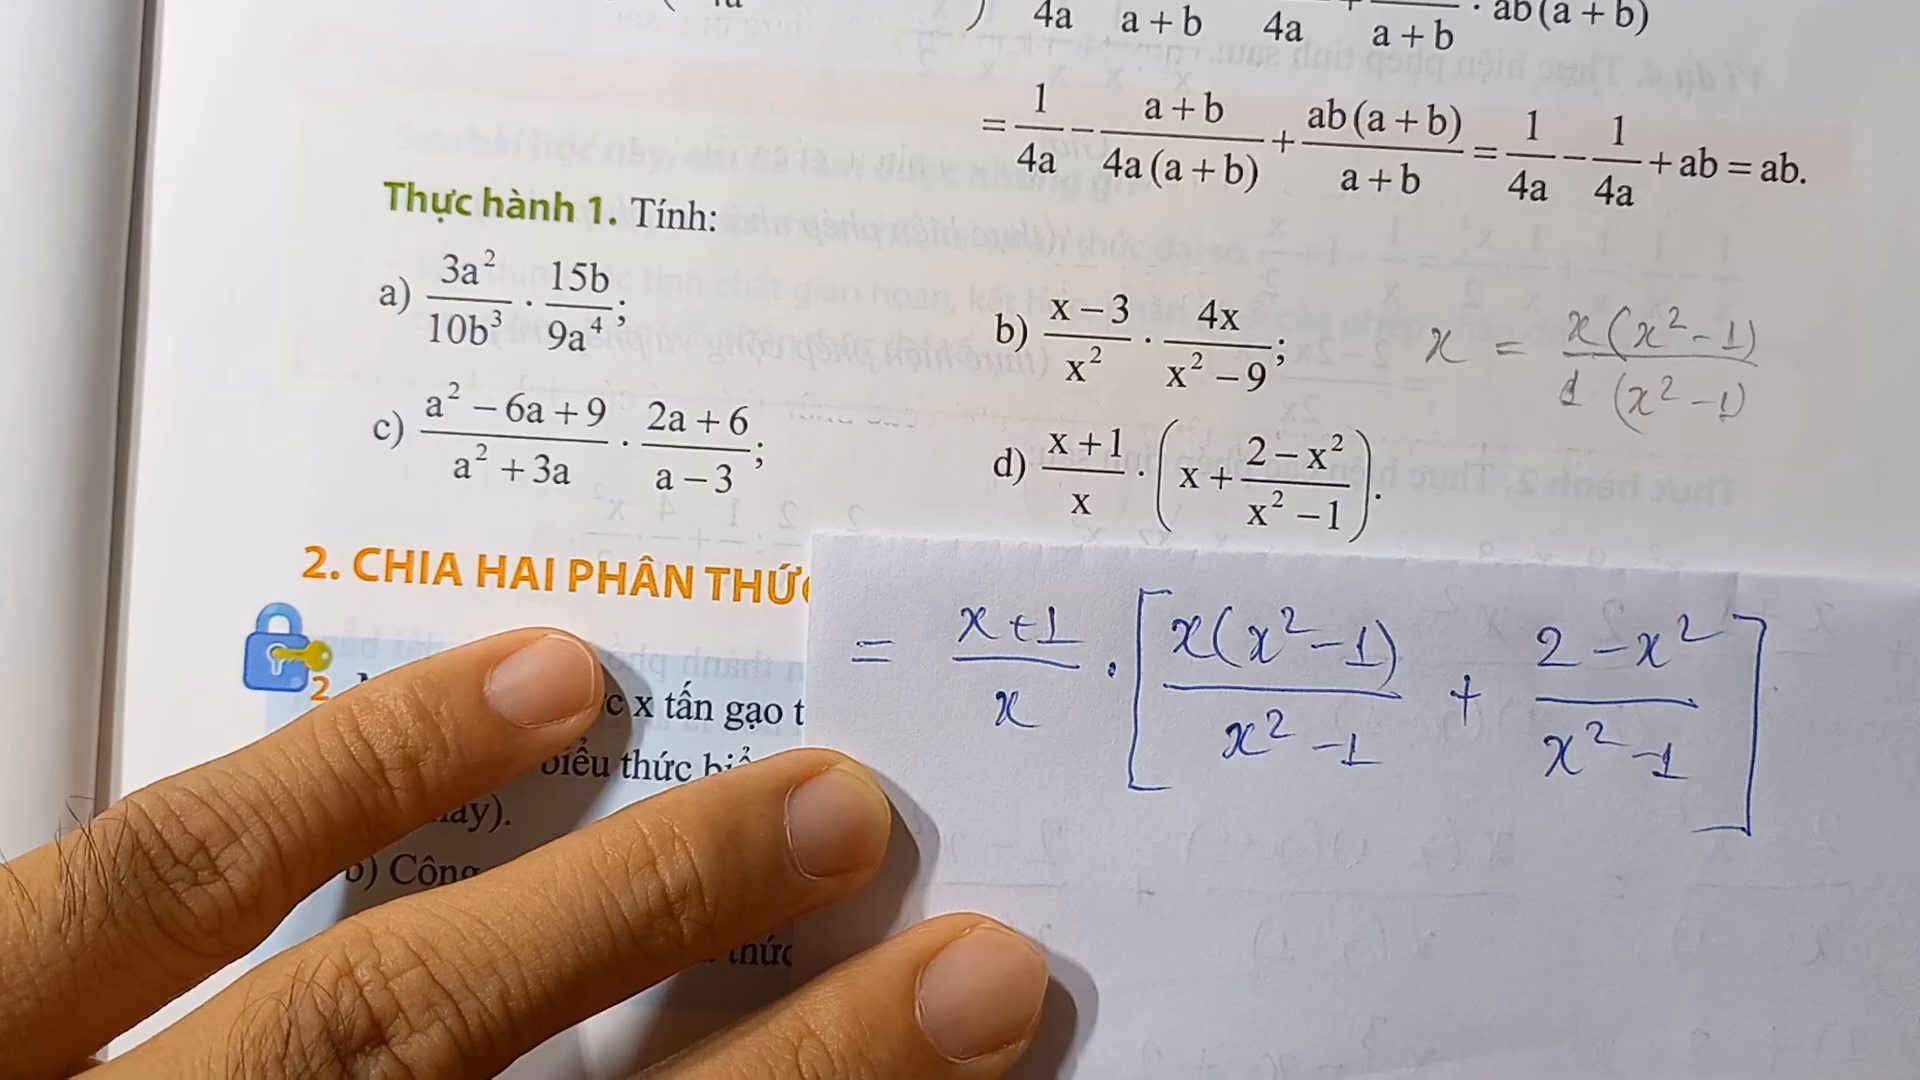 4a a + b 4a a + b · ab(a + b)
= 1/4a − (a + b)/(4a(a + b)) + ab(a + b)/(a + b) = 1/4a − 1/4a + ab = ab.
Thực hành 1. Tính:
a) 3a²/10b³ · 15b/9a⁴;
b) (x − 3)/x² · 4x/(x² − 9);
x = x(x² − 1)/1(x² − 1)
c) (a² − 6a + 9)/(a² + 3a) · (2a + 6)/(a − 3);
d) (x + 1)/x · (x + (2 − x²)/(x² − 1)).
2. CHIA HAI PHÂN THỨC
= (x + 1)/x · [x(x² − 1)/(x² − 1) + (2 − x²)/(x² − 1)]
2
x tấn gạo
biểu thức
b) Công
thức